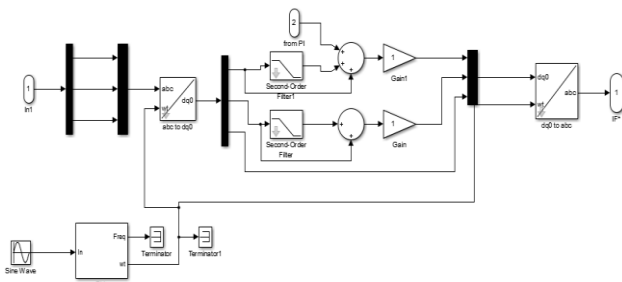 2
from PI
1
In1
abc
wt
dq0
abc to dq0
Second-Order
Filter1
+
+
+
1
Gain1
Second-Order
Filter
+
+
1
Gain
dq0
wt
abc
dq0 to abc
1
IF*
Sine Wave
In
Freq
wt
Terminator
Terminator1